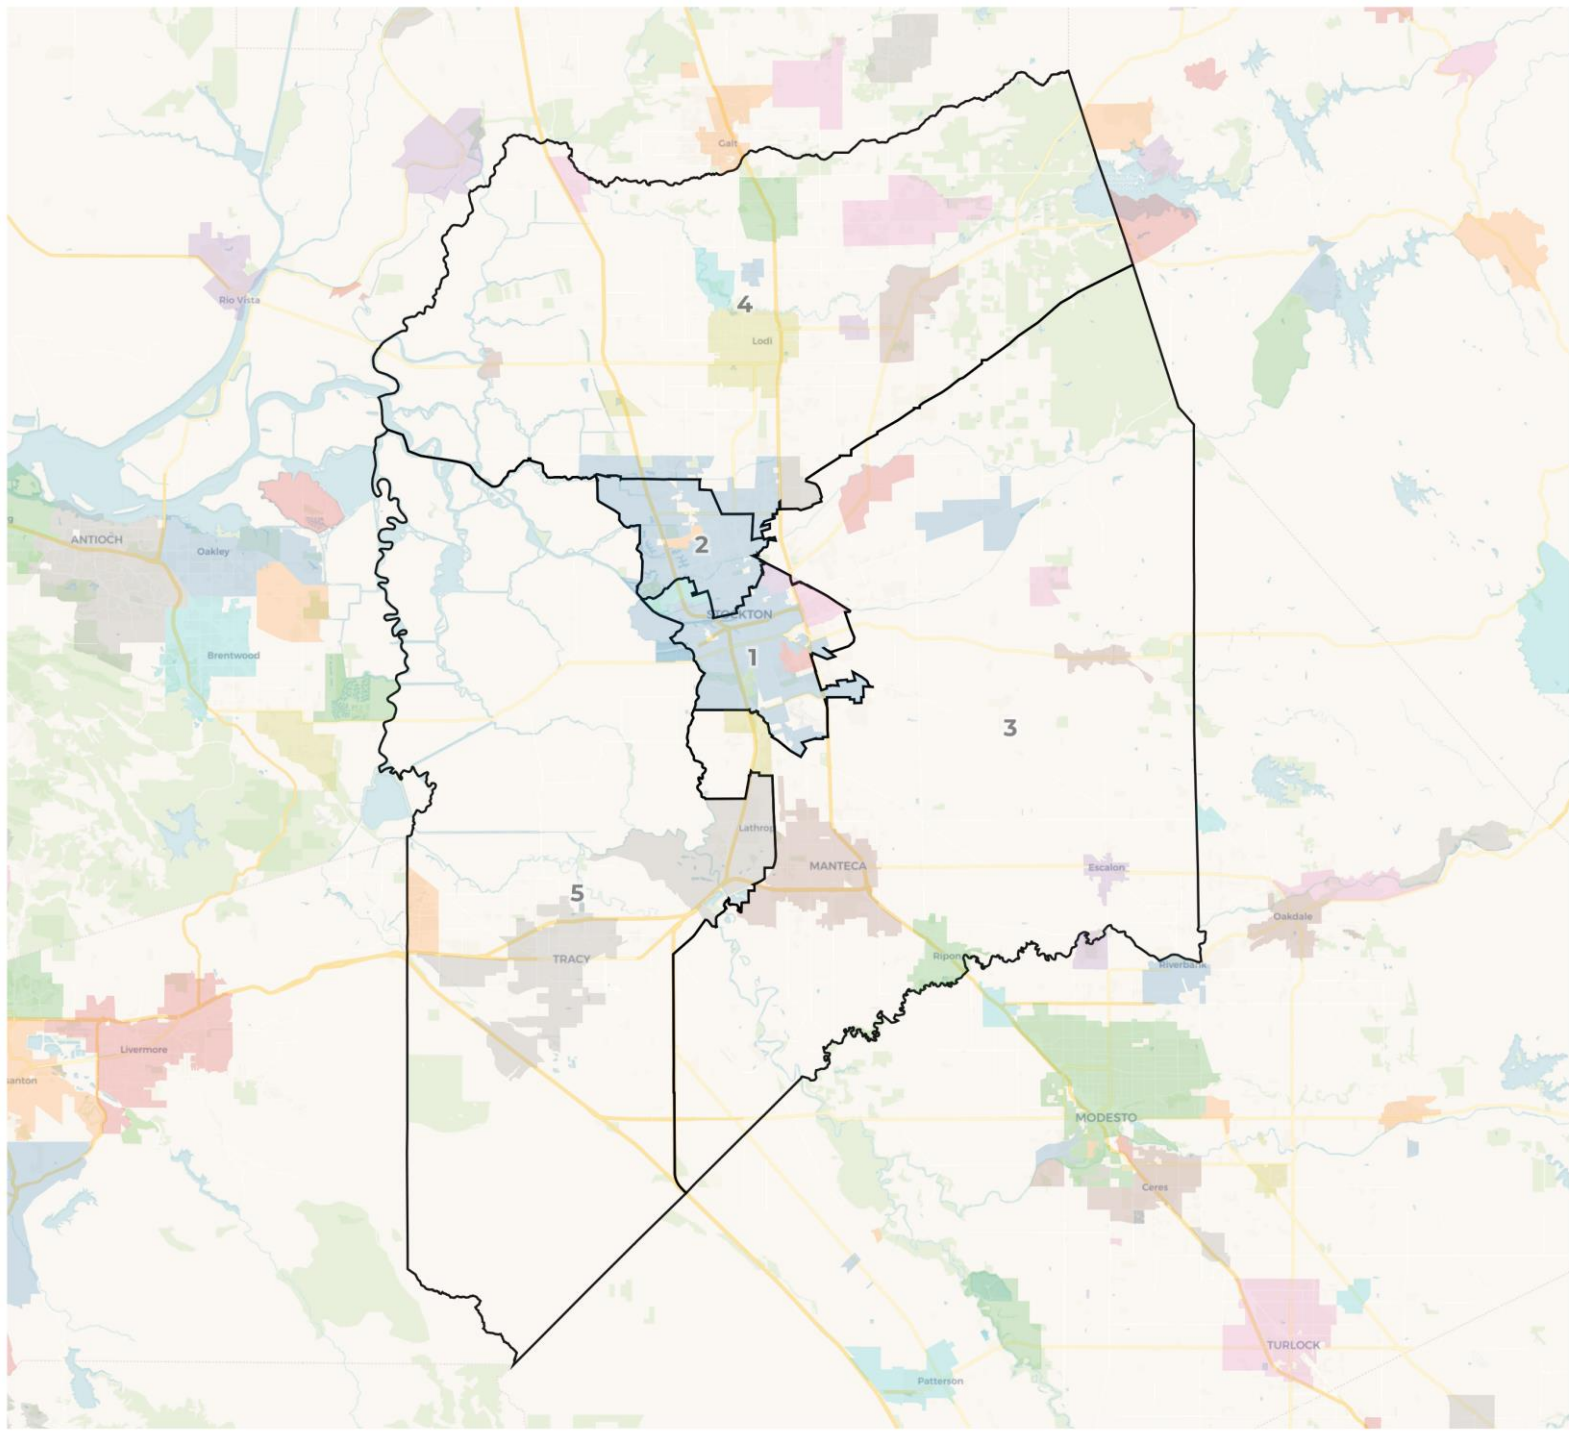 Galt
Rio Vista
4
Lodi
ANTIOCH
Oakley
2
STOCKTON
Brentwood
1
3
Lathrop
MANTECA
Escalon
5
Oakdale
TRACY
Ripon
Riverbank
Livermore
anton
MODESTO
Ceres
TURLOCK
Patterson